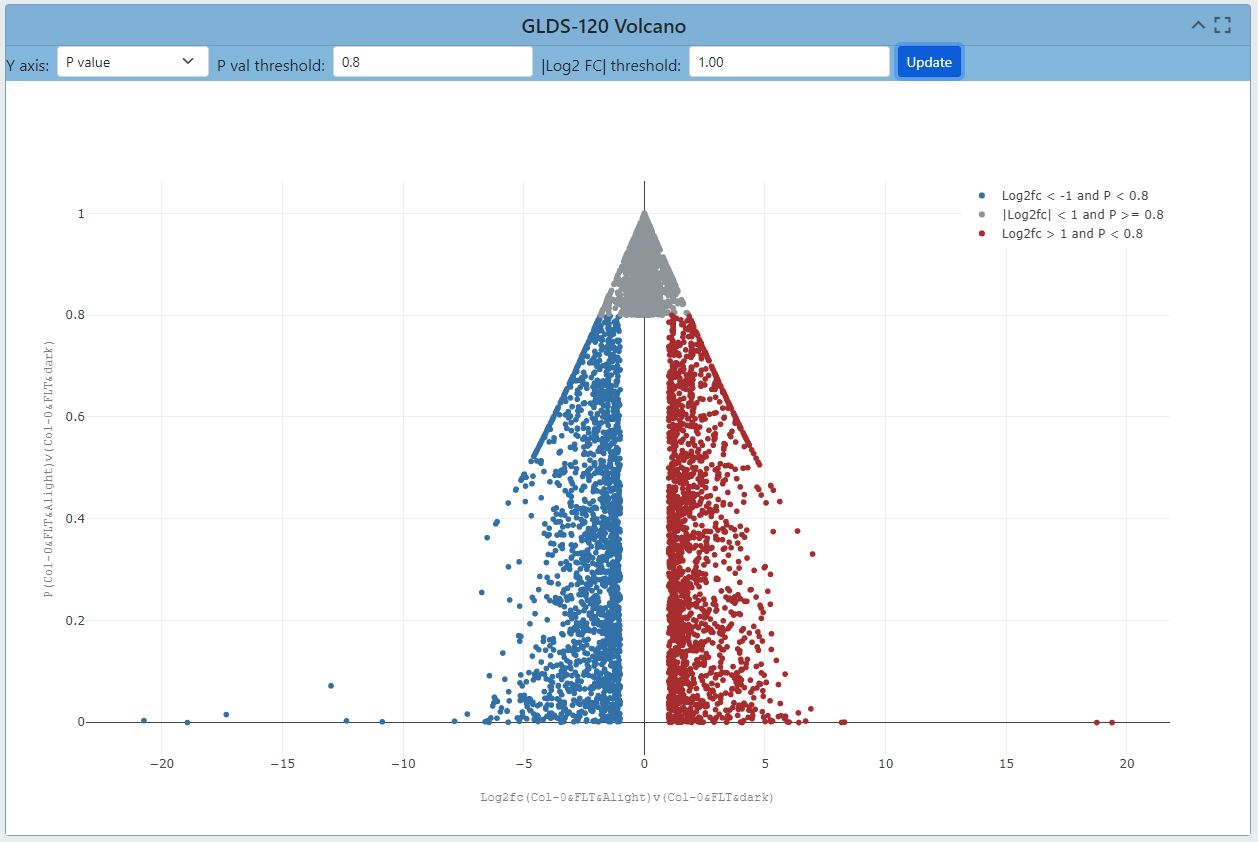 GLDS-120 Volcano
Y axis: P value P val threshold: 0.8 |Log2 FC| threshold: 1.00 Update
Log2fc < -1 and P < 0.8
|Log2fc| < 1 and P >= 0.8
Log2fc > 1 and P < 0.8
1
0.8
0.6
0.4
0.2
0
P(Col-0&FLT&Alight)v(Col-0&FLT&dark)
−20 −15 −10 −5 0 5 10 15 20
Log2fc(Col-0&FLT&Alight)v(Col-0&FLT&dark)